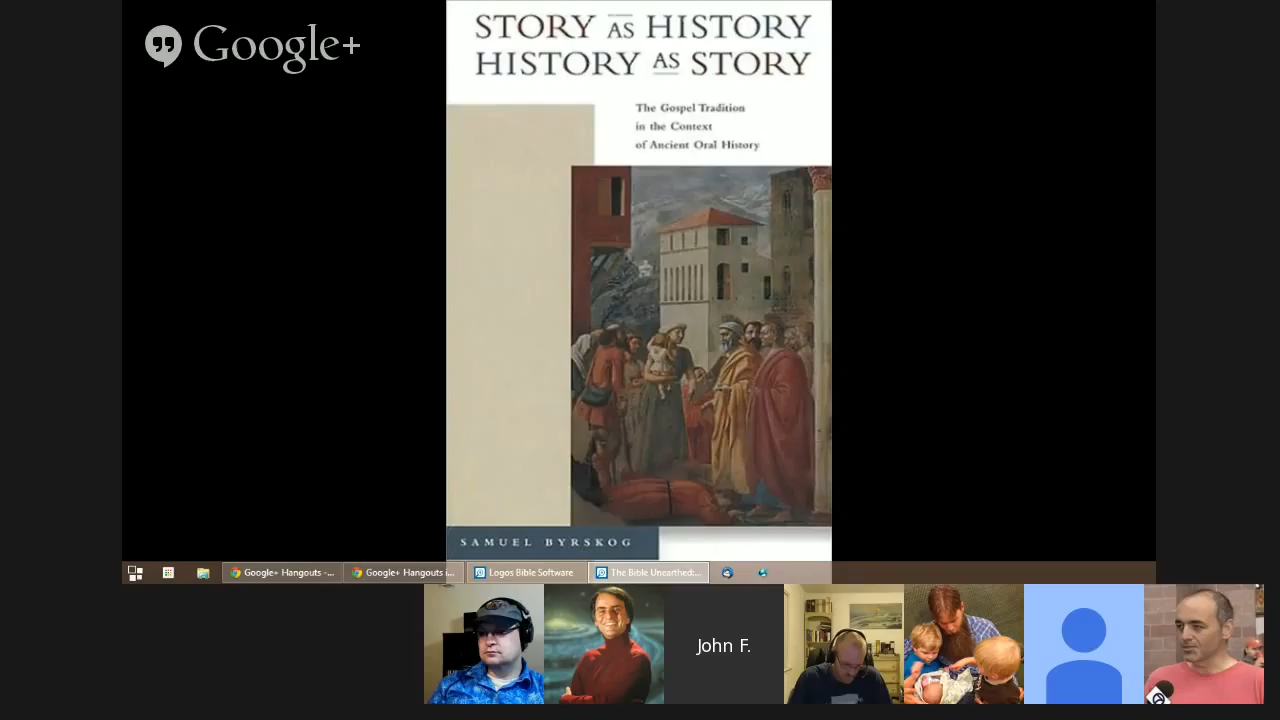 Google+
STORY AS HISTORY
HISTORY AS STORY
The Gospel Tradition
in the Context
of Ancient Oral History
SAMUEL BYRSKOG
Google+ Hangouts -...
Google+ Hangouts i...
Logos Bible Software
The Bible Unearthed:...
John F.
7